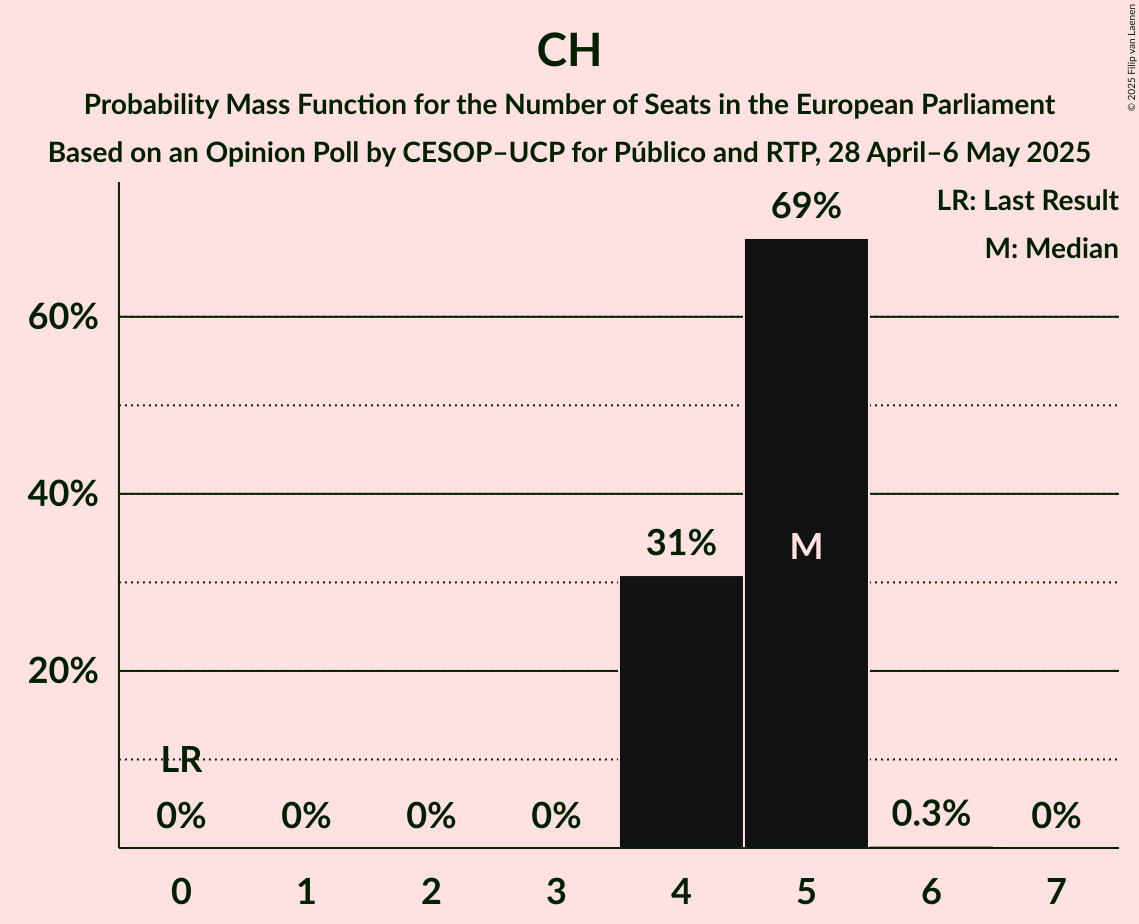 CH
Probability Mass Function for the Number of Seats in the European Parliament
Based on an Opinion Poll by CESOP–UCP for Público and RTP, 28 April–6 May 2025
© 2025 Filip van Laenen
LR: Last Result
M: Median
69%
60%
40%
31%
M
20%
LR
0% 0% 0% 0% 0.3% 0%
0 1 2 3 4 5 6 7